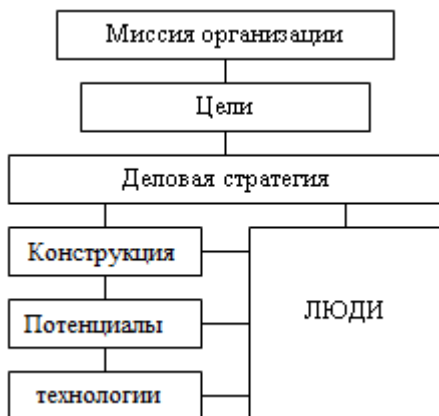 Миссия организации
Цели
Деловая стратегия
Конструкция
Потенциалы
ЛЮДИ
технологии